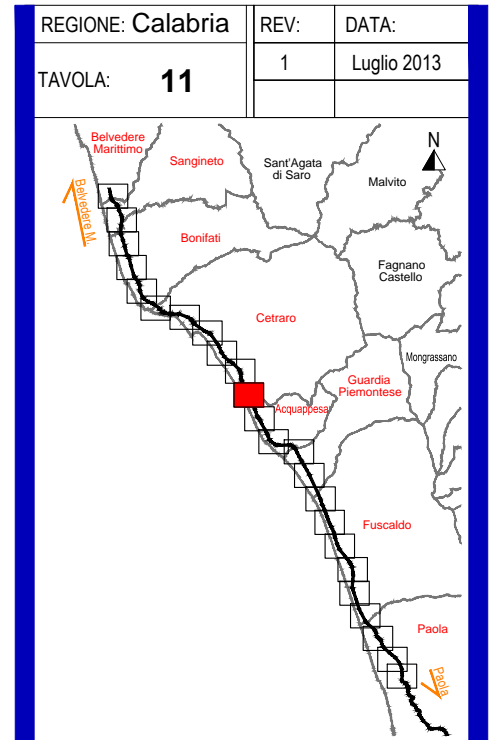 REGIONE: Calabria
REV:
DATA:
TAVOLA: 11
1
Luglio 2013
Belvedere
Marittimo
Sangineto
Sant'Agata
di Saro
N
Malvito
Belvedere M.
Bonifati
Fagnano
Castello
Cetraro
Mongrassano
Guardia
Piemontese
Acquappesa
Fuscaldo
Paola
Paola